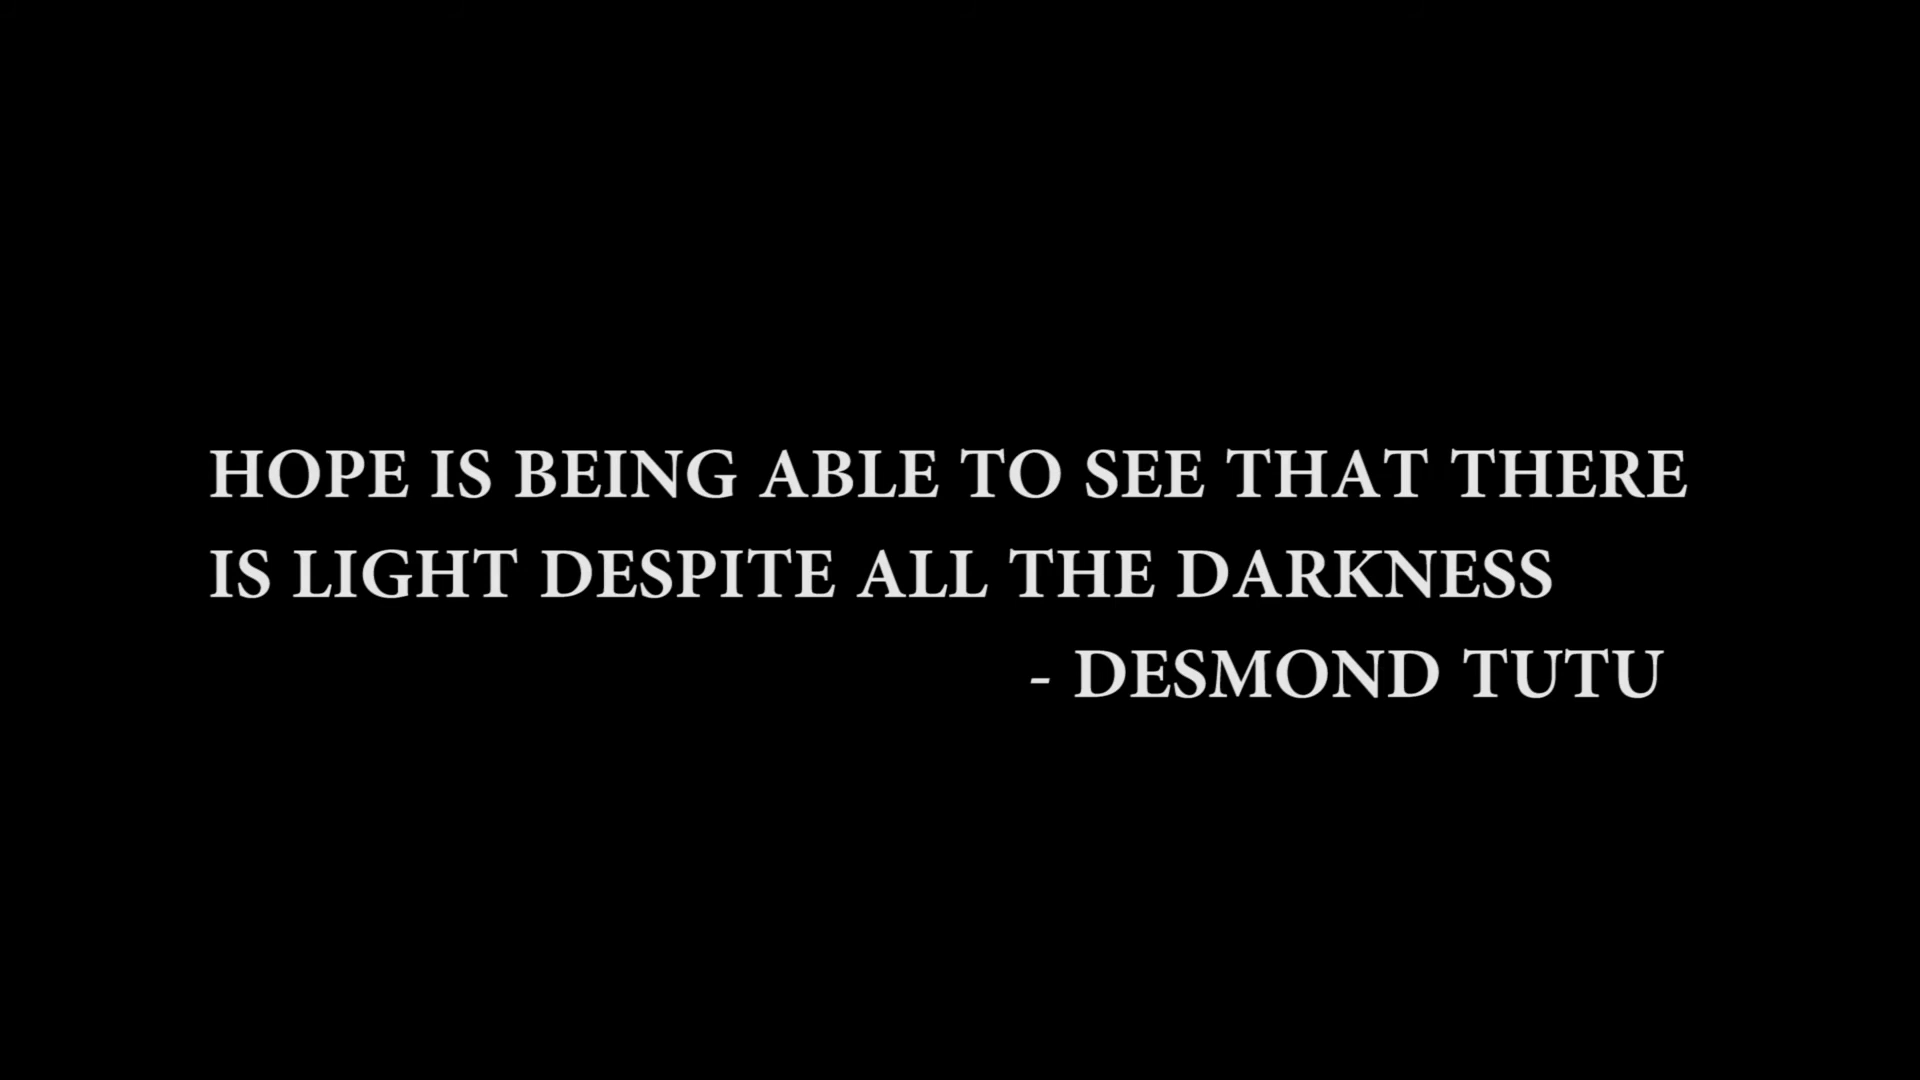 HOPE IS BEING ABLE TO SEE THAT THERE
IS LIGHT DESPITE ALL THE DARKNESS
- DESMOND TUTU